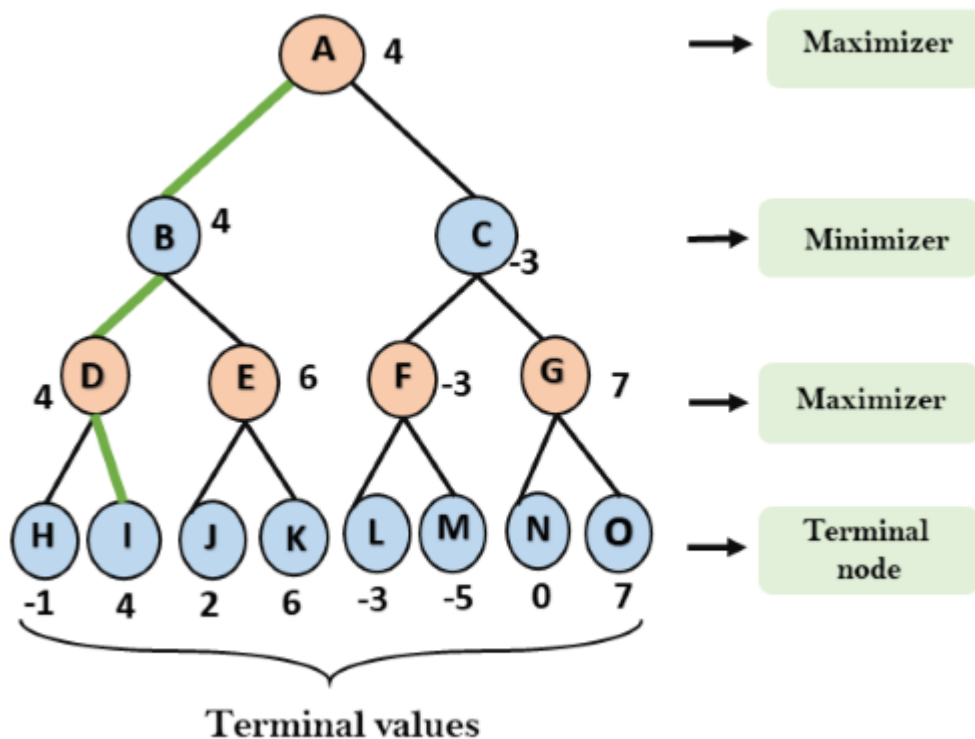 A 4 Maximizer
B 4 C -3 Minimizer
D 4 E 6 F -3 G 7 Maximizer
H I J K L M N O Terminal
node
-1 4 2 6 -3 -5 0 7
Terminal values